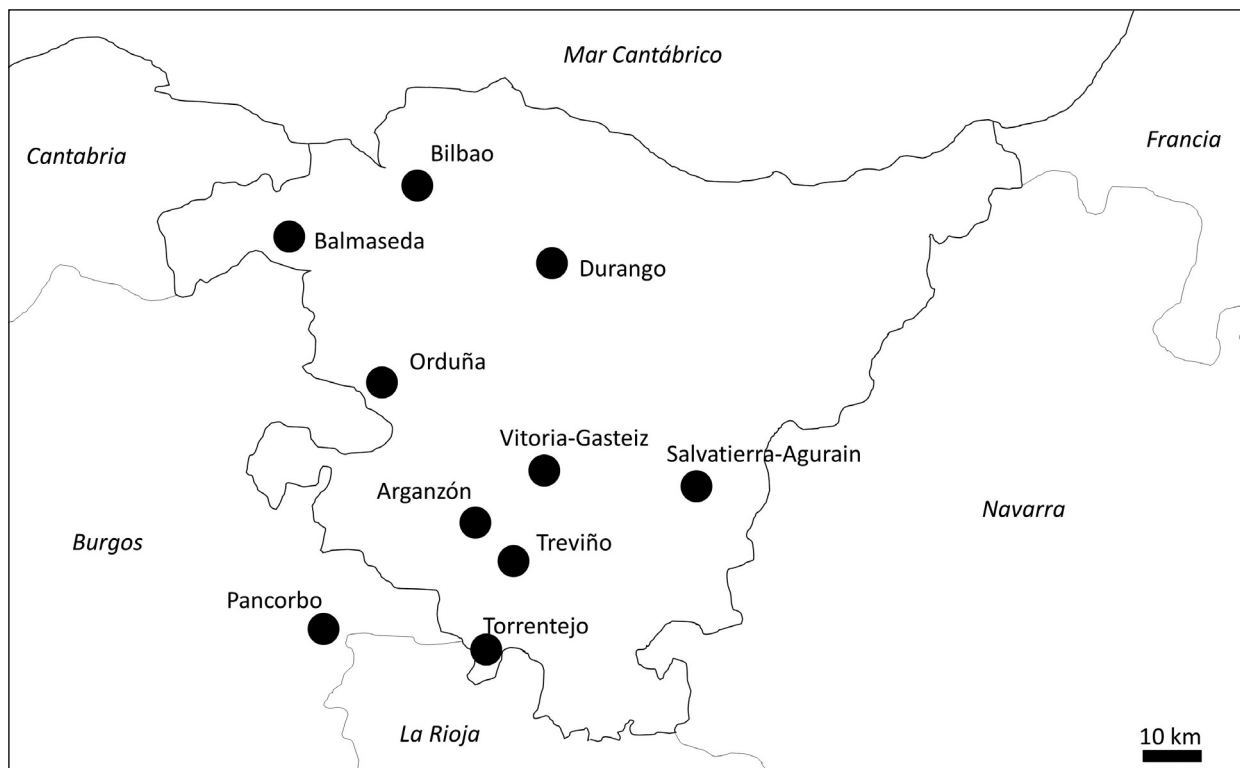 Mar Cantábrico
Cantabria
Francia
Bilbao
Balmaseda
Durango
Orduña
Vitoria-Gasteiz
Salvatierra-Agurain
Arganzón
Navarra
Burgos
Treviño
Pancorbo
Torrentejo
La Rioja
10 km